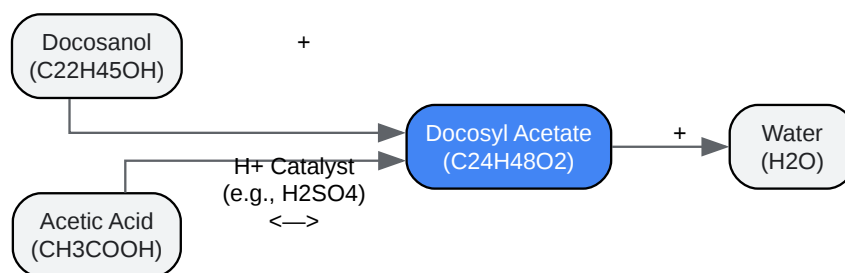 Docosanol
(C22H45OH)
+
Docosyl Acetate
(C24H48O2)
+
Water
(H2O)
H+ Catalyst
(e.g., H2SO4)
<—>
Acetic Acid
(CH3COOH)